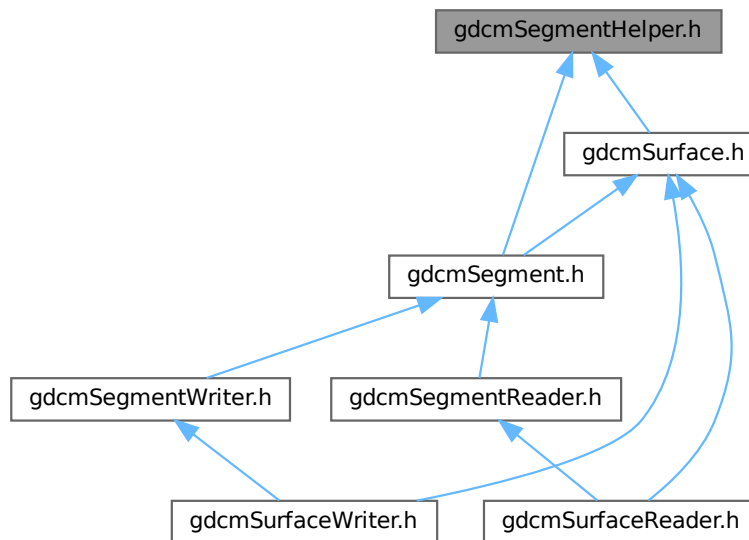 gdcmSegmentHelper.h
gdcmSurface.h
gdcmSegment.h
gdcmSegmentWriter.h
gdcmSegmentReader.h
gdcmSurfaceWriter.h
gdcmSurfaceReader.h